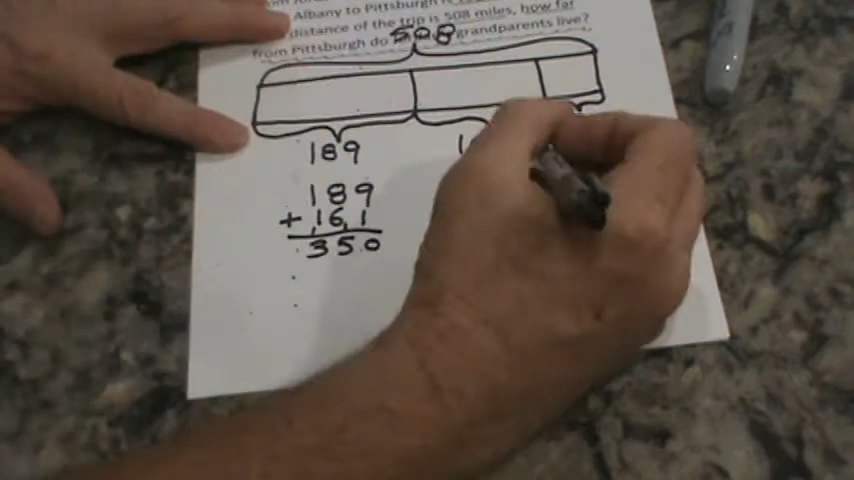 Albany to Pittsburgh is
distance of the trip is 508 miles, how far
from Pittsburgh do grandparents live?
508
189
189
+ 161
350